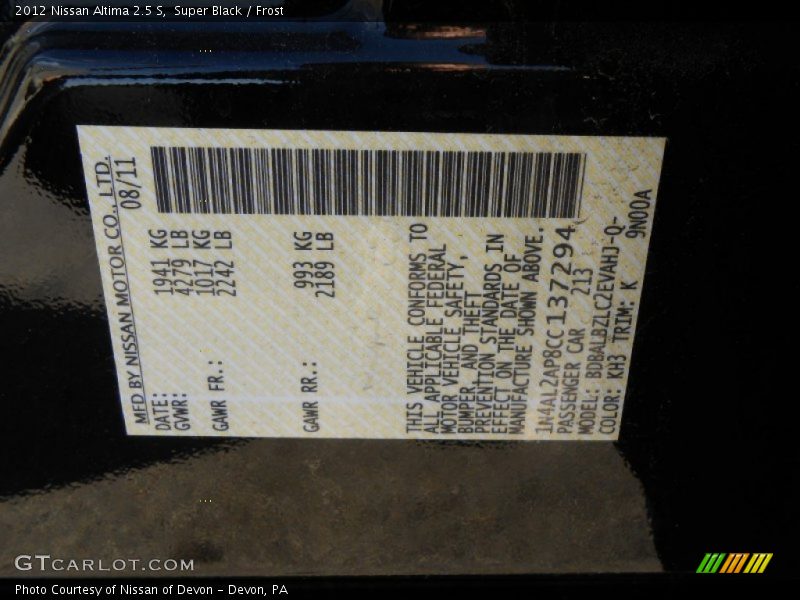 2012 Nissan Altima 2.5 S, Super Black / Frost
MFD BY NISSAN MOTOR CO., LTD.
DATE: 08/11
GVWR: 1941 KG
4279 LB
GAWR FR.: 1017 KG
2242 LB
GAWR RR.: 993 KG
2189 LB
THIS VEHICLE CONFORMS TO
ALL APPLICABLE FEDERAL
MOTOR VEHICLE SAFETY,
BUMPER, AND THEFT
PREVENTION STANDARDS IN
EFFECT ON THE DATE OF
MANUFACTURE SHOWN ABOVE.
1N4AL2AP8CC137294
PASSENGER CAR 213
MODEL: BDBALBZLCZEVAHJ-Q-
COLOR: KH3 TRIM: K 9N00A
GTCARLOT.COM
Photo Courtesy of Nissan of Devon - Devon, PA